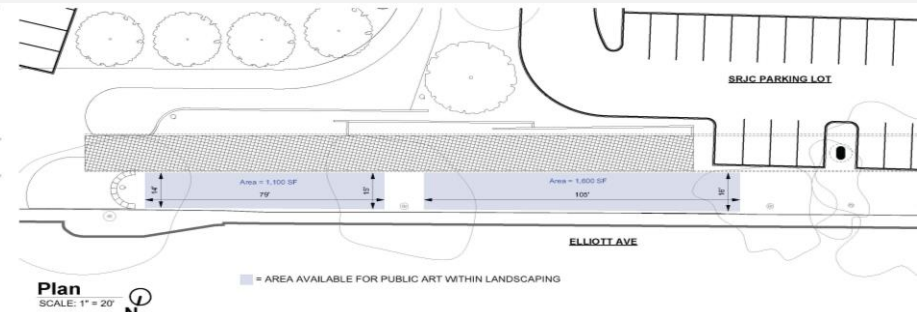 SRJC PARKING LOT
Area = 1,100 SF
79'
14'
15'
Area = 1,600 SF
105'
16'
ELLIOTT AVE
= AREA AVAILABLE FOR PUBLIC ART WITHIN LANDSCAPING
Plan
SCALE: 1" = 20'
N